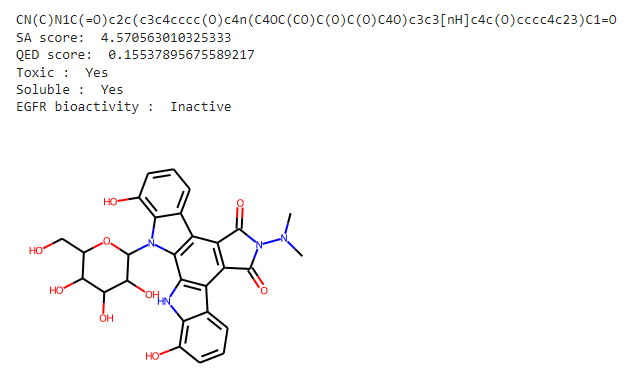 CN(C)N1C(=O)c2c(c3c4cccc(O)c4n(C4OC(CO)C(O)C(O)C4O)c3c3[nH]c4c(O)cccc4c23)C1=O
SA score:  4.570563010325333
QED score:  0.15537895675589217
Toxic :  Yes
Soluble :  Yes
EGFR bioactivity :  Inactive
HO
O
N
N
N
O
HO
O
HO
OH
OH
HN
HO